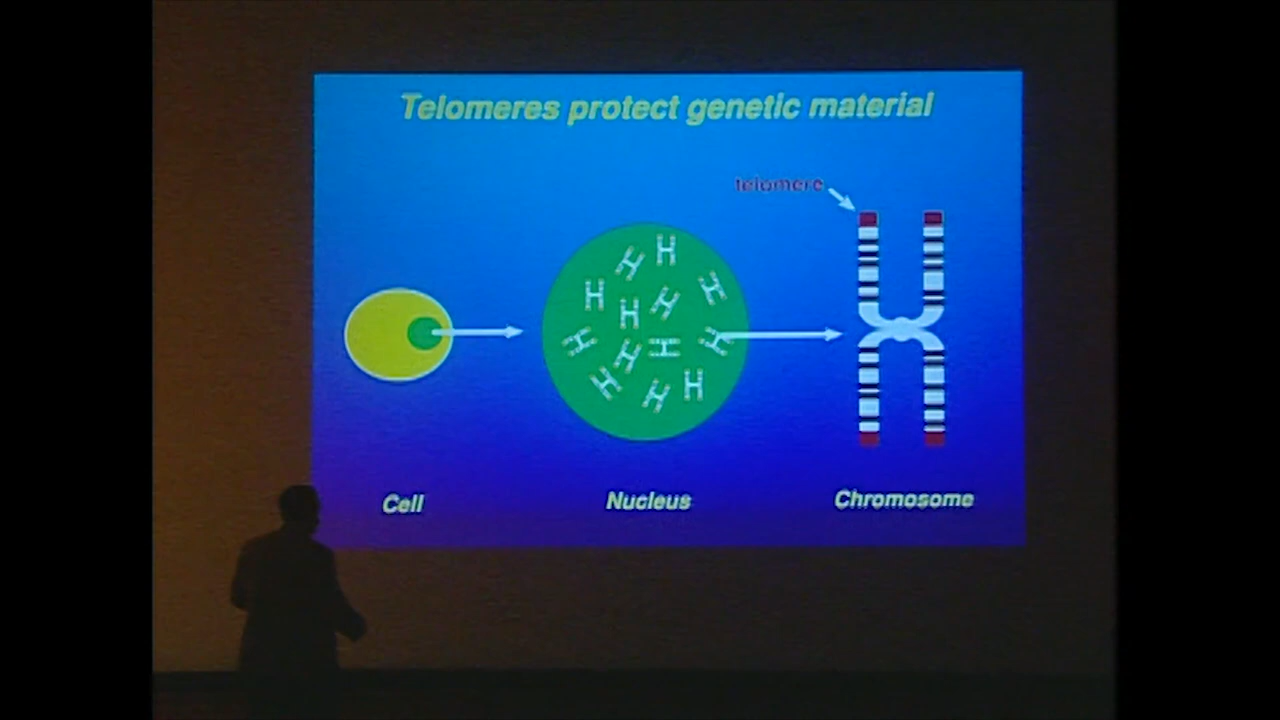 Telomeres protect genetic material
telomere
Cell
Nucleus
Chromosome